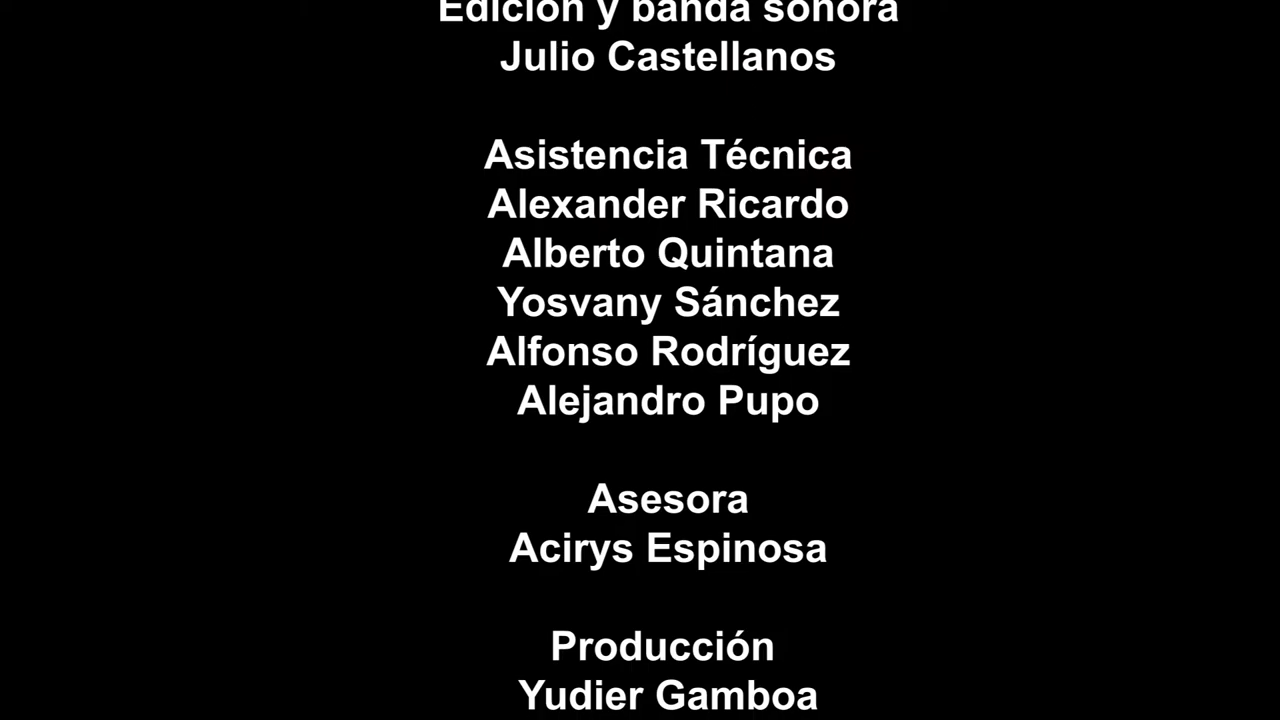 Edición y banda sonora
Julio Castellanos
Asistencia Técnica
Alexander Ricardo
Alberto Quintana
Yosvany Sánchez
Alfonso Rodríguez
Alejandro Pupo
Asesora
Acirys Espinosa
Producción
Yudier Gamboa